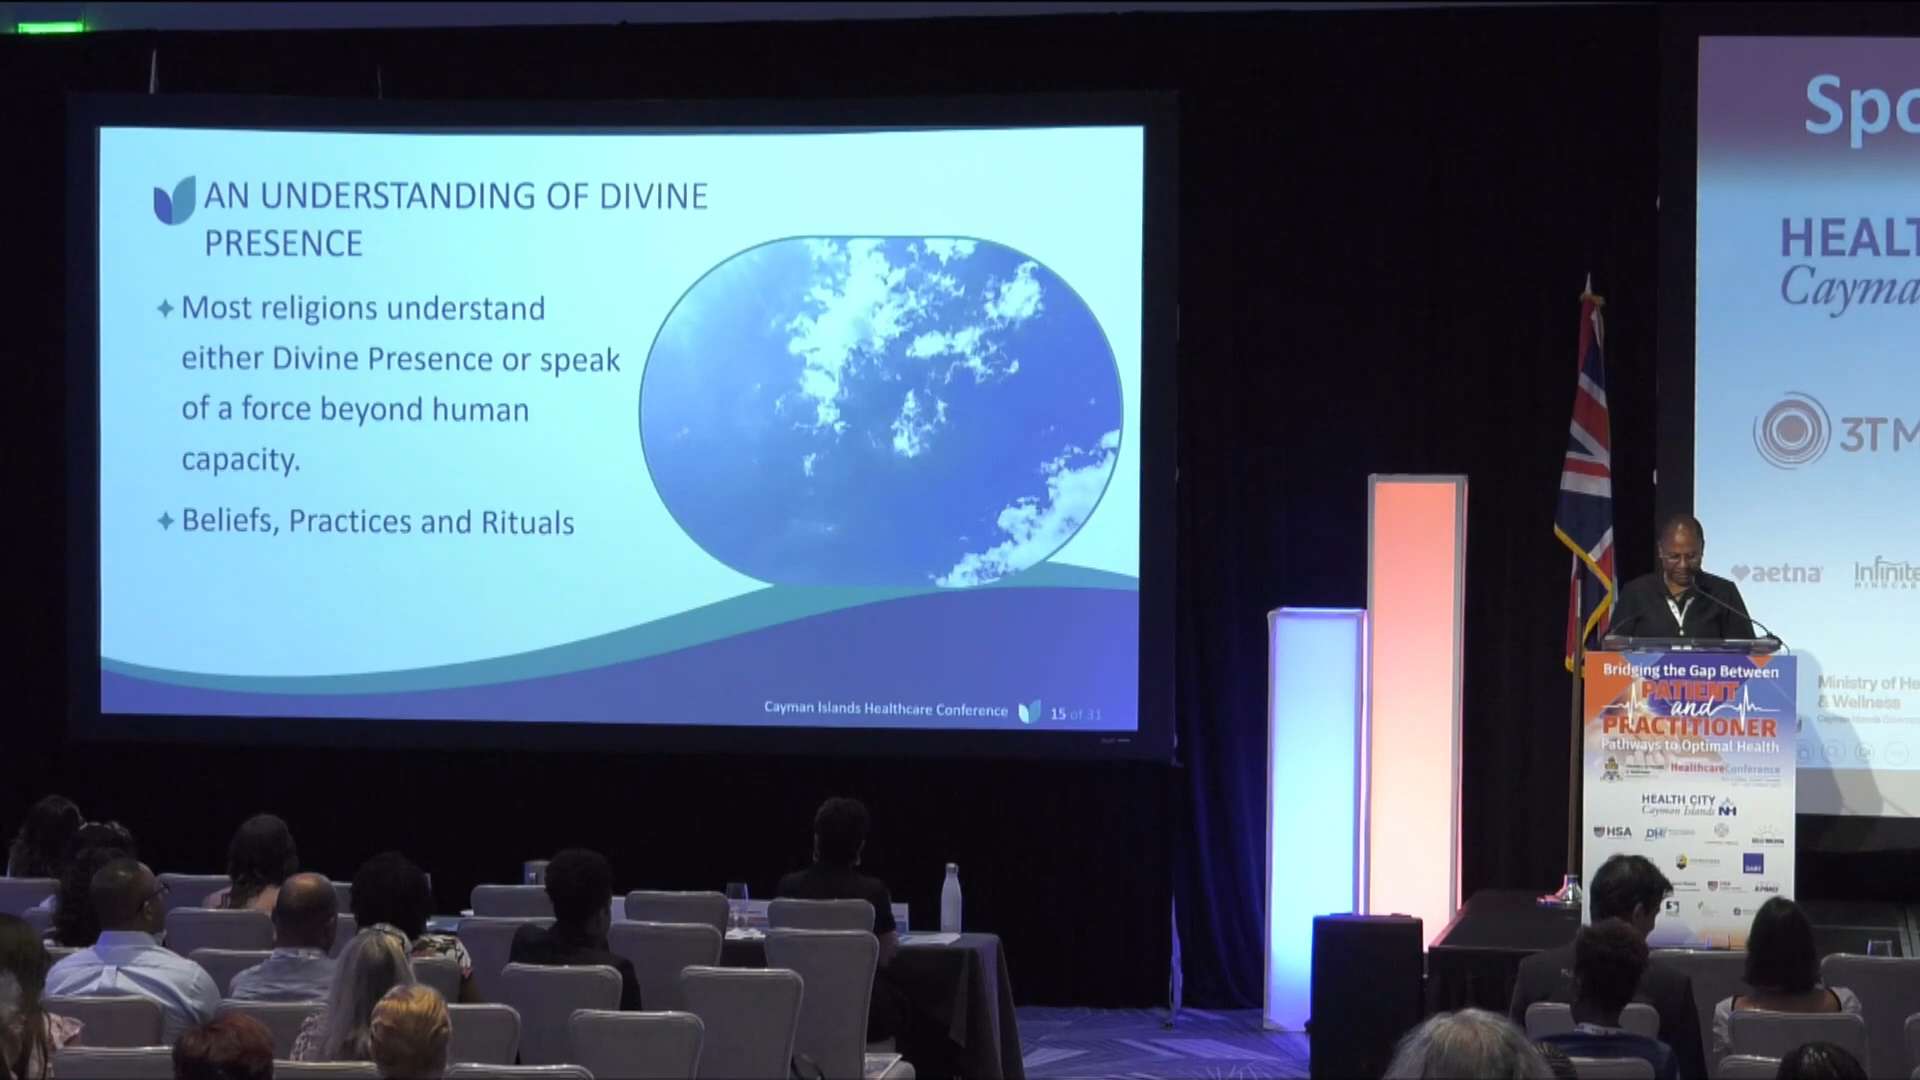 AN UNDERSTANDING OF DIVINE
PRESENCE
Most religions understand
either Divine Presence or speak
of a force beyond human
capacity.
Beliefs, Practices and Rituals
Cayman Islands Healthcare Conference
15 of 31
Spo
HEALT
Cayma
3TM
aetna
Infinite
Ministry of He
& Wellness
Bridging the Gap Between
PATIENT
and
PRACTITIONER
Pathways to Optimal Health
HealthcareConference
HEALTH CITY
Cayman Islands
HSA